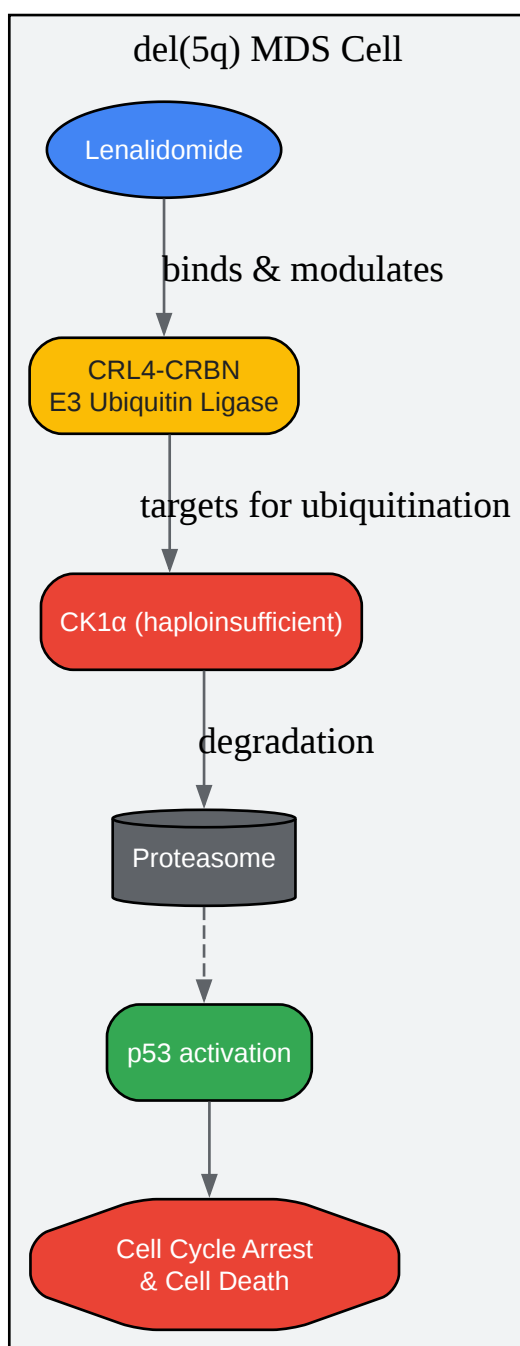 del(5q) MDS Cell
Lenalidomide
binds & modulates
CRL4-CRBN
E3 Ubiquitin Ligase
targets for ubiquitination
CK1α (haploinsufficient)
degradation
Proteasome
p53 activation
Cell Cycle Arrest
& Cell Death